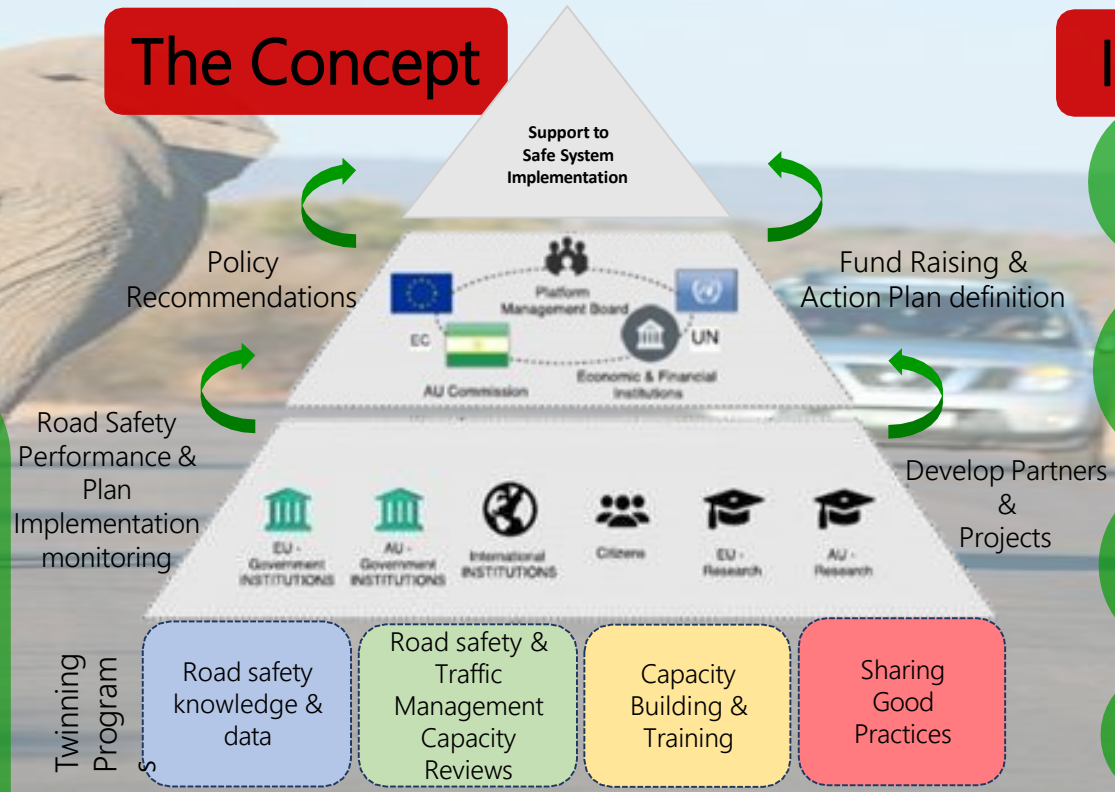 The Concept
I
Support to
Safe System
Implementation
Policy
Recommendations
Fund Raising &
Action Plan definition
Platform
Management Board
EC
UN
AU Commission
Economic & Financial
Institutions
Road Safety
Performance &
Plan
Implementation
monitoring
Develop Partners
&
Projects
EU -
Government
INSTITUTIONS
AU -
Government
INSTITUTIONS
International
INSTITUTIONS
Citizens
EU -
Research
AU -
Research
Twinning
Program
s
Road safety
knowledge &
data
Road safety &
Traffic
Management
Capacity
Reviews
Capacity
Building &
Training
Sharing
Good
Practices